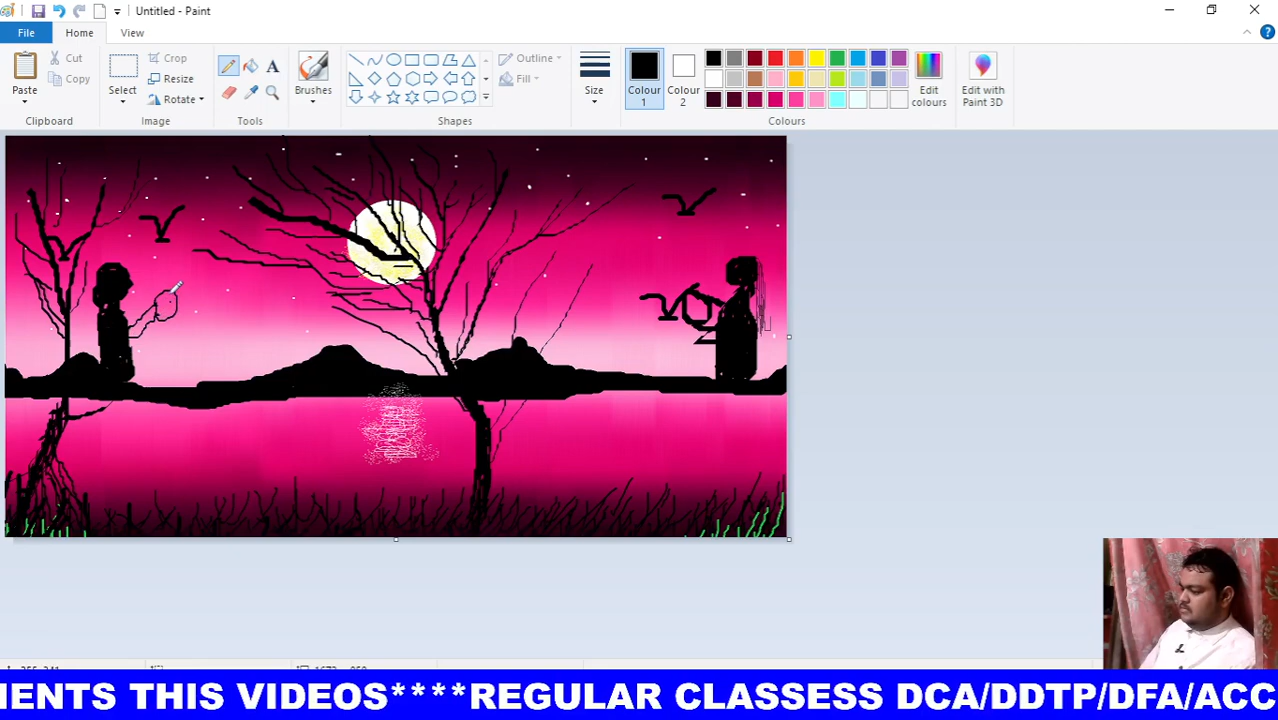 Untitled - Paint
File Home View
Paste
Cut
Copy
Clipboard
Select
Crop
Resize
Rotate
Image
A
Tools
Brushes
Shapes
Outline
Fill
Size
Colour 1
Colour 2
Edit colours
Edit with Paint 3D
Colours
MENTS THIS VIDEOS****REGULAR CLASSESS DCA/DDTP/DFA/ACC